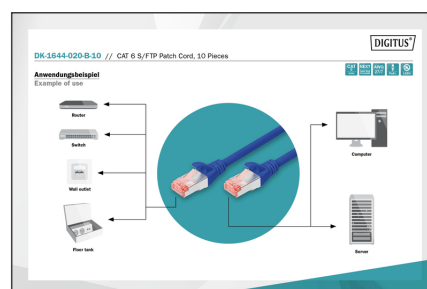 DIGITUS®
DK-1644-020-B-10 // CAT 6 S/FTP Patch Cord, 10 Pieces
Anwendungsbeispiel
Example of use
Router
Switch
Wall outlet
Floor tank
Computer
Server